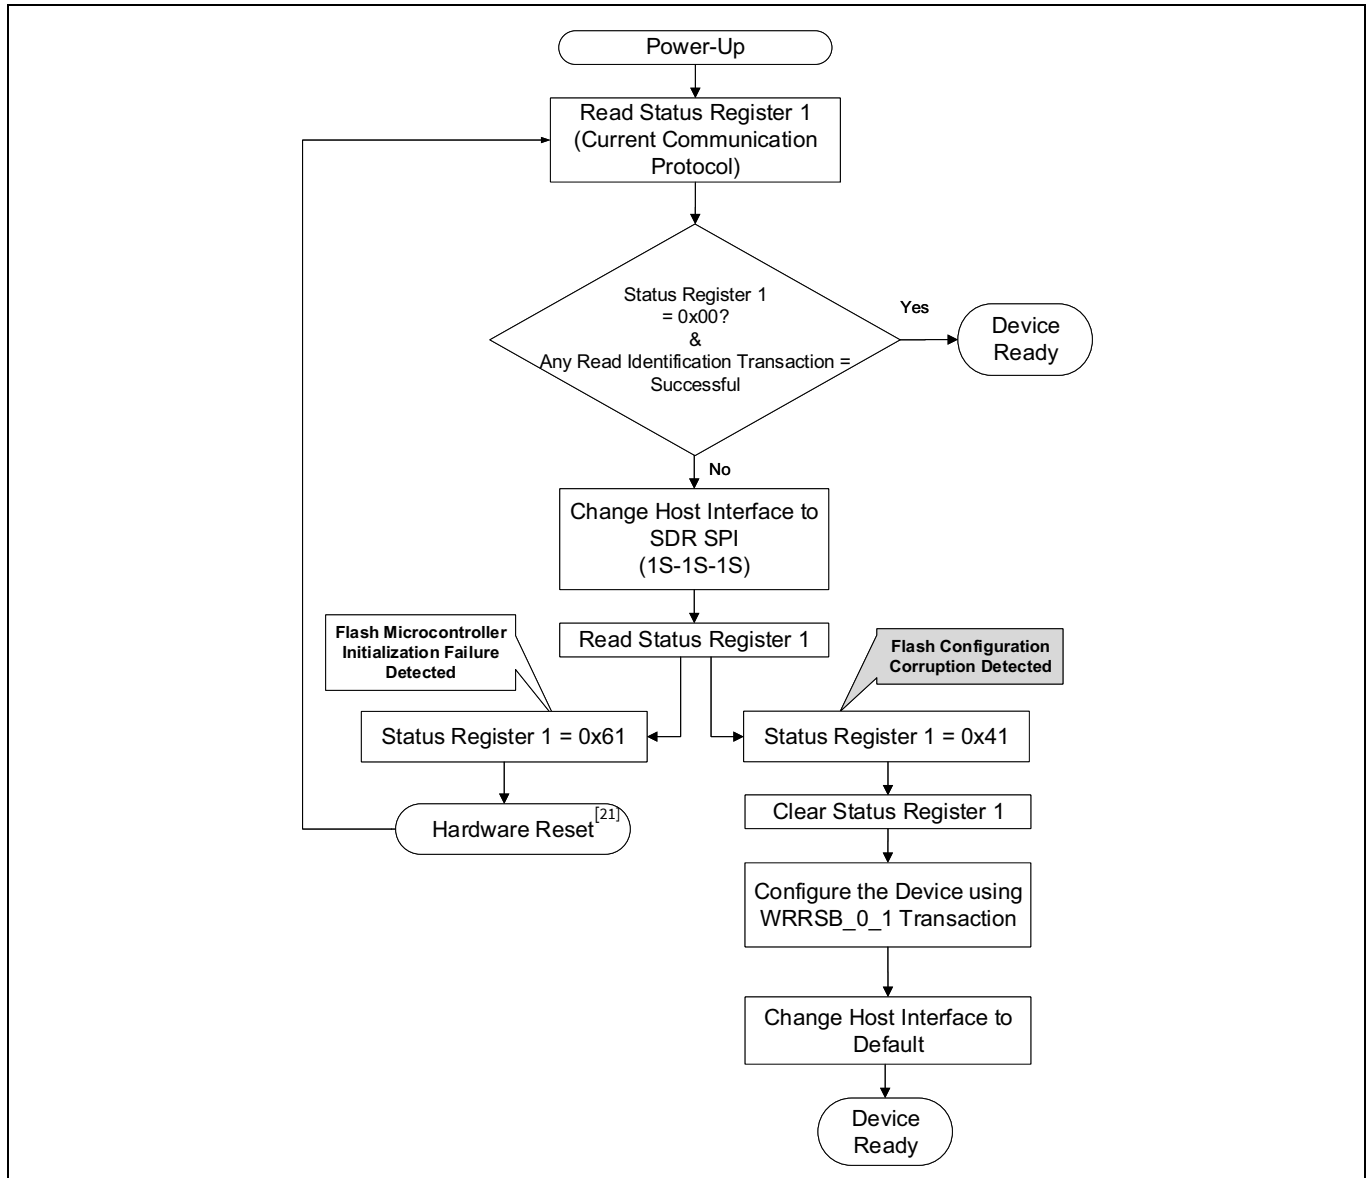 Power-Up
Read Status Register 1
(Current Communication
Protocol)
Status Register 1
= 0x00?
&
Any Read Identification Transaction =
Successful
Yes
Device
Ready
No
Change Host Interface to
SDR SPI
(1S-1S-1S)
Read Status Register 1
Flash Microcontroller
Initialization Failure
Detected
Flash Configuration
Corruption Detected
Status Register 1 = 0x61
Status Register 1 = 0x41
Hardware Reset[21]
Clear Status Register 1
Configure the Device using
WRRSB_0_1 Transaction
Change Host Interface to
Default
Device
Ready